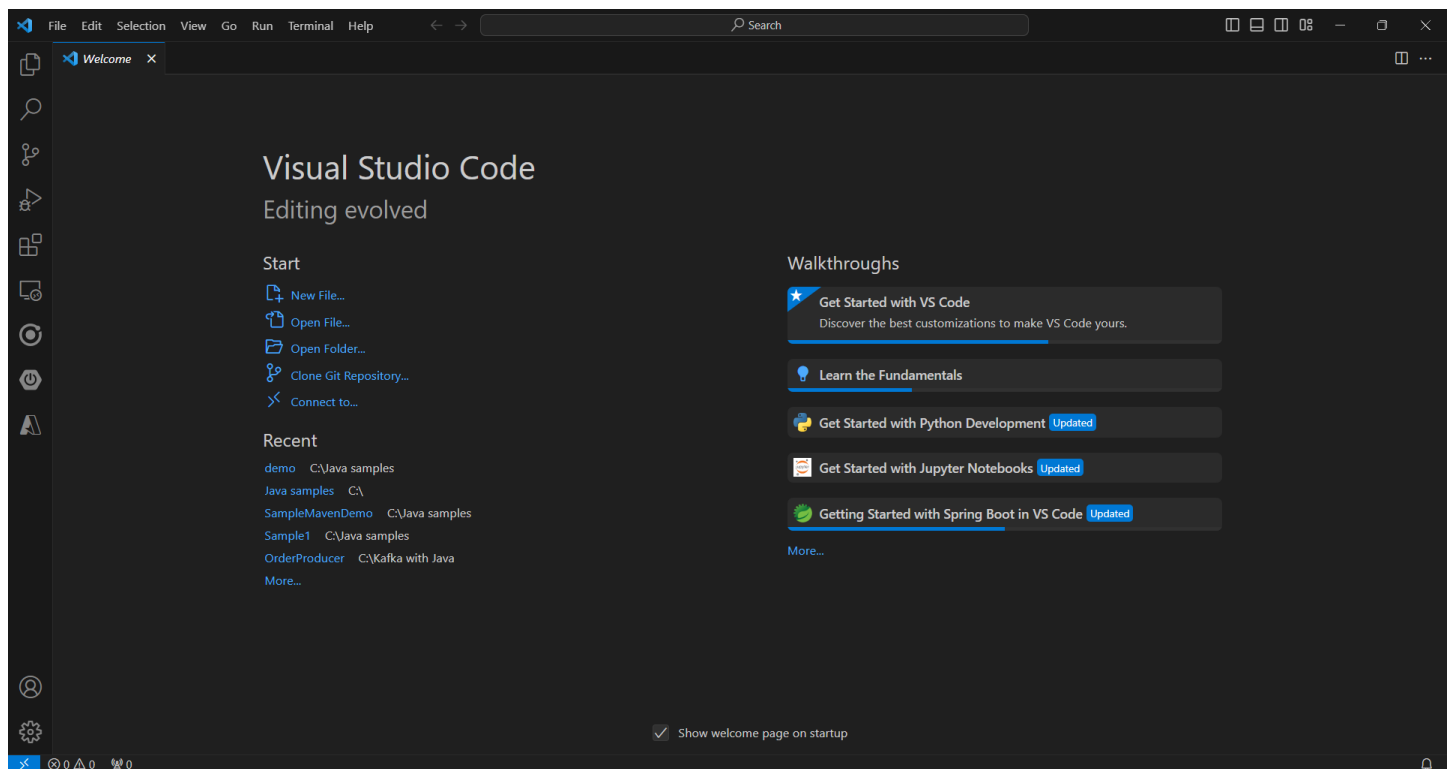 File Edit Selection View Go Run Terminal Help Search
Welcome
Visual Studio Code
Editing evolved
Start
New File...
Open File...
Open Folder...
Clone Git Repository...
Connect to...
Recent
demo C:\Java samples
Java samples C:\
SampleMavenDemo C:\Java samples
Sample1 C:\Java samples
OrderProducer C:\Kafka with Java
More...
Walkthroughs
Get Started with VS Code
Discover the best customizations to make VS Code yours.
Learn the Fundamentals
Get Started with Python Development Updated
Get Started with Jupyter Notebooks Updated
Getting Started with Spring Boot in VS Code Updated
More...
Show welcome page on startup
0 0 0